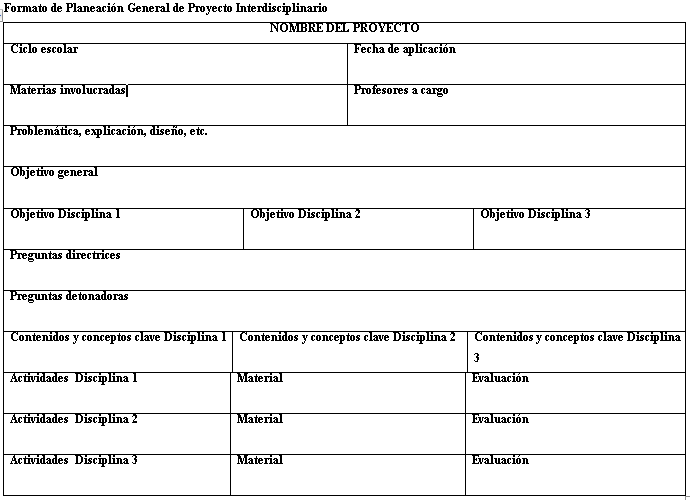 Formato de Planeación General de Proyecto Interdisciplinario
NOMBRE DEL PROYECTO
Ciclo escolar
Fecha de aplicación
Materias involucradas
Profesores a cargo
Problemática, explicación, diseño, etc.
Objetivo general
Objetivo Disciplina 1
Objetivo Disciplina 2
Objetivo Disciplina 3
Preguntas directrices
Preguntas detonadoras
Contenidos y conceptos clave Disciplina 1
Contenidos y conceptos clave Disciplina 2
Contenidos y conceptos clave Disciplina
3
Actividades  Disciplina 1
Material
Evaluación
Actividades  Disciplina 2
Material
Evaluación
Actividades  Disciplina 3
Material
Evaluación